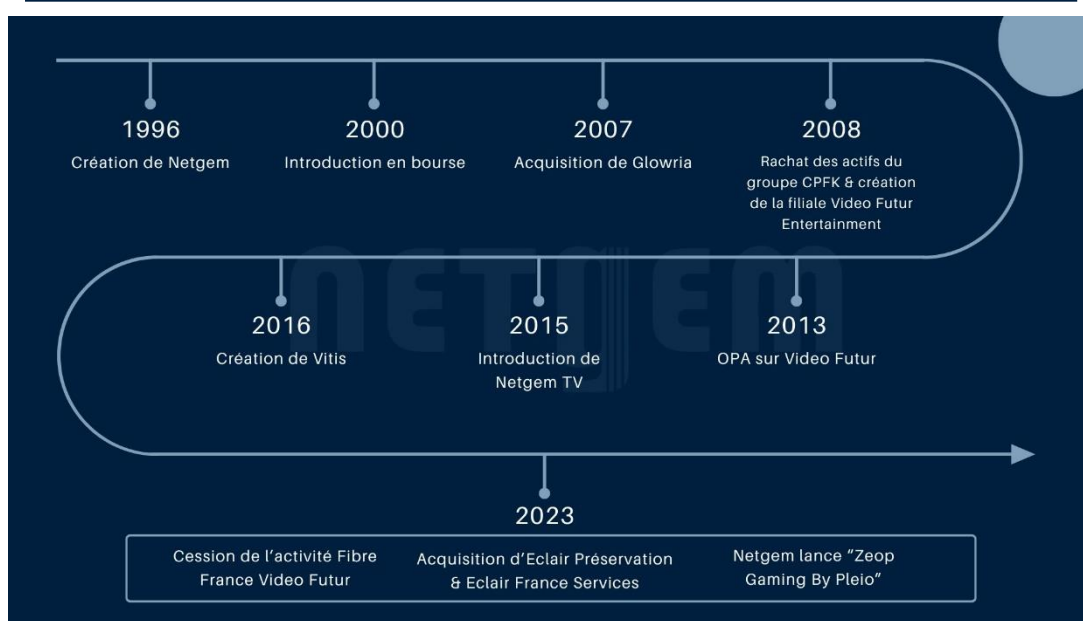 1996
Création de Netgem
2000
Introduction en bourse
2007
Acquisition de Glowria
2008
Rachat des actifs du
groupe CPFK & création
de la filiale Video Futur
Entertainment
NETGEM
2013
OPA sur Video Futur
2015
Introduction de
Netgem TV
2016
Création de Vitis
2023
Cession de l’activité Fibre
France Video Futur
Acquisition d’Eclair Préservation
& Eclair France Services
Netgem lance “Zeop
Gaming By Pleio”